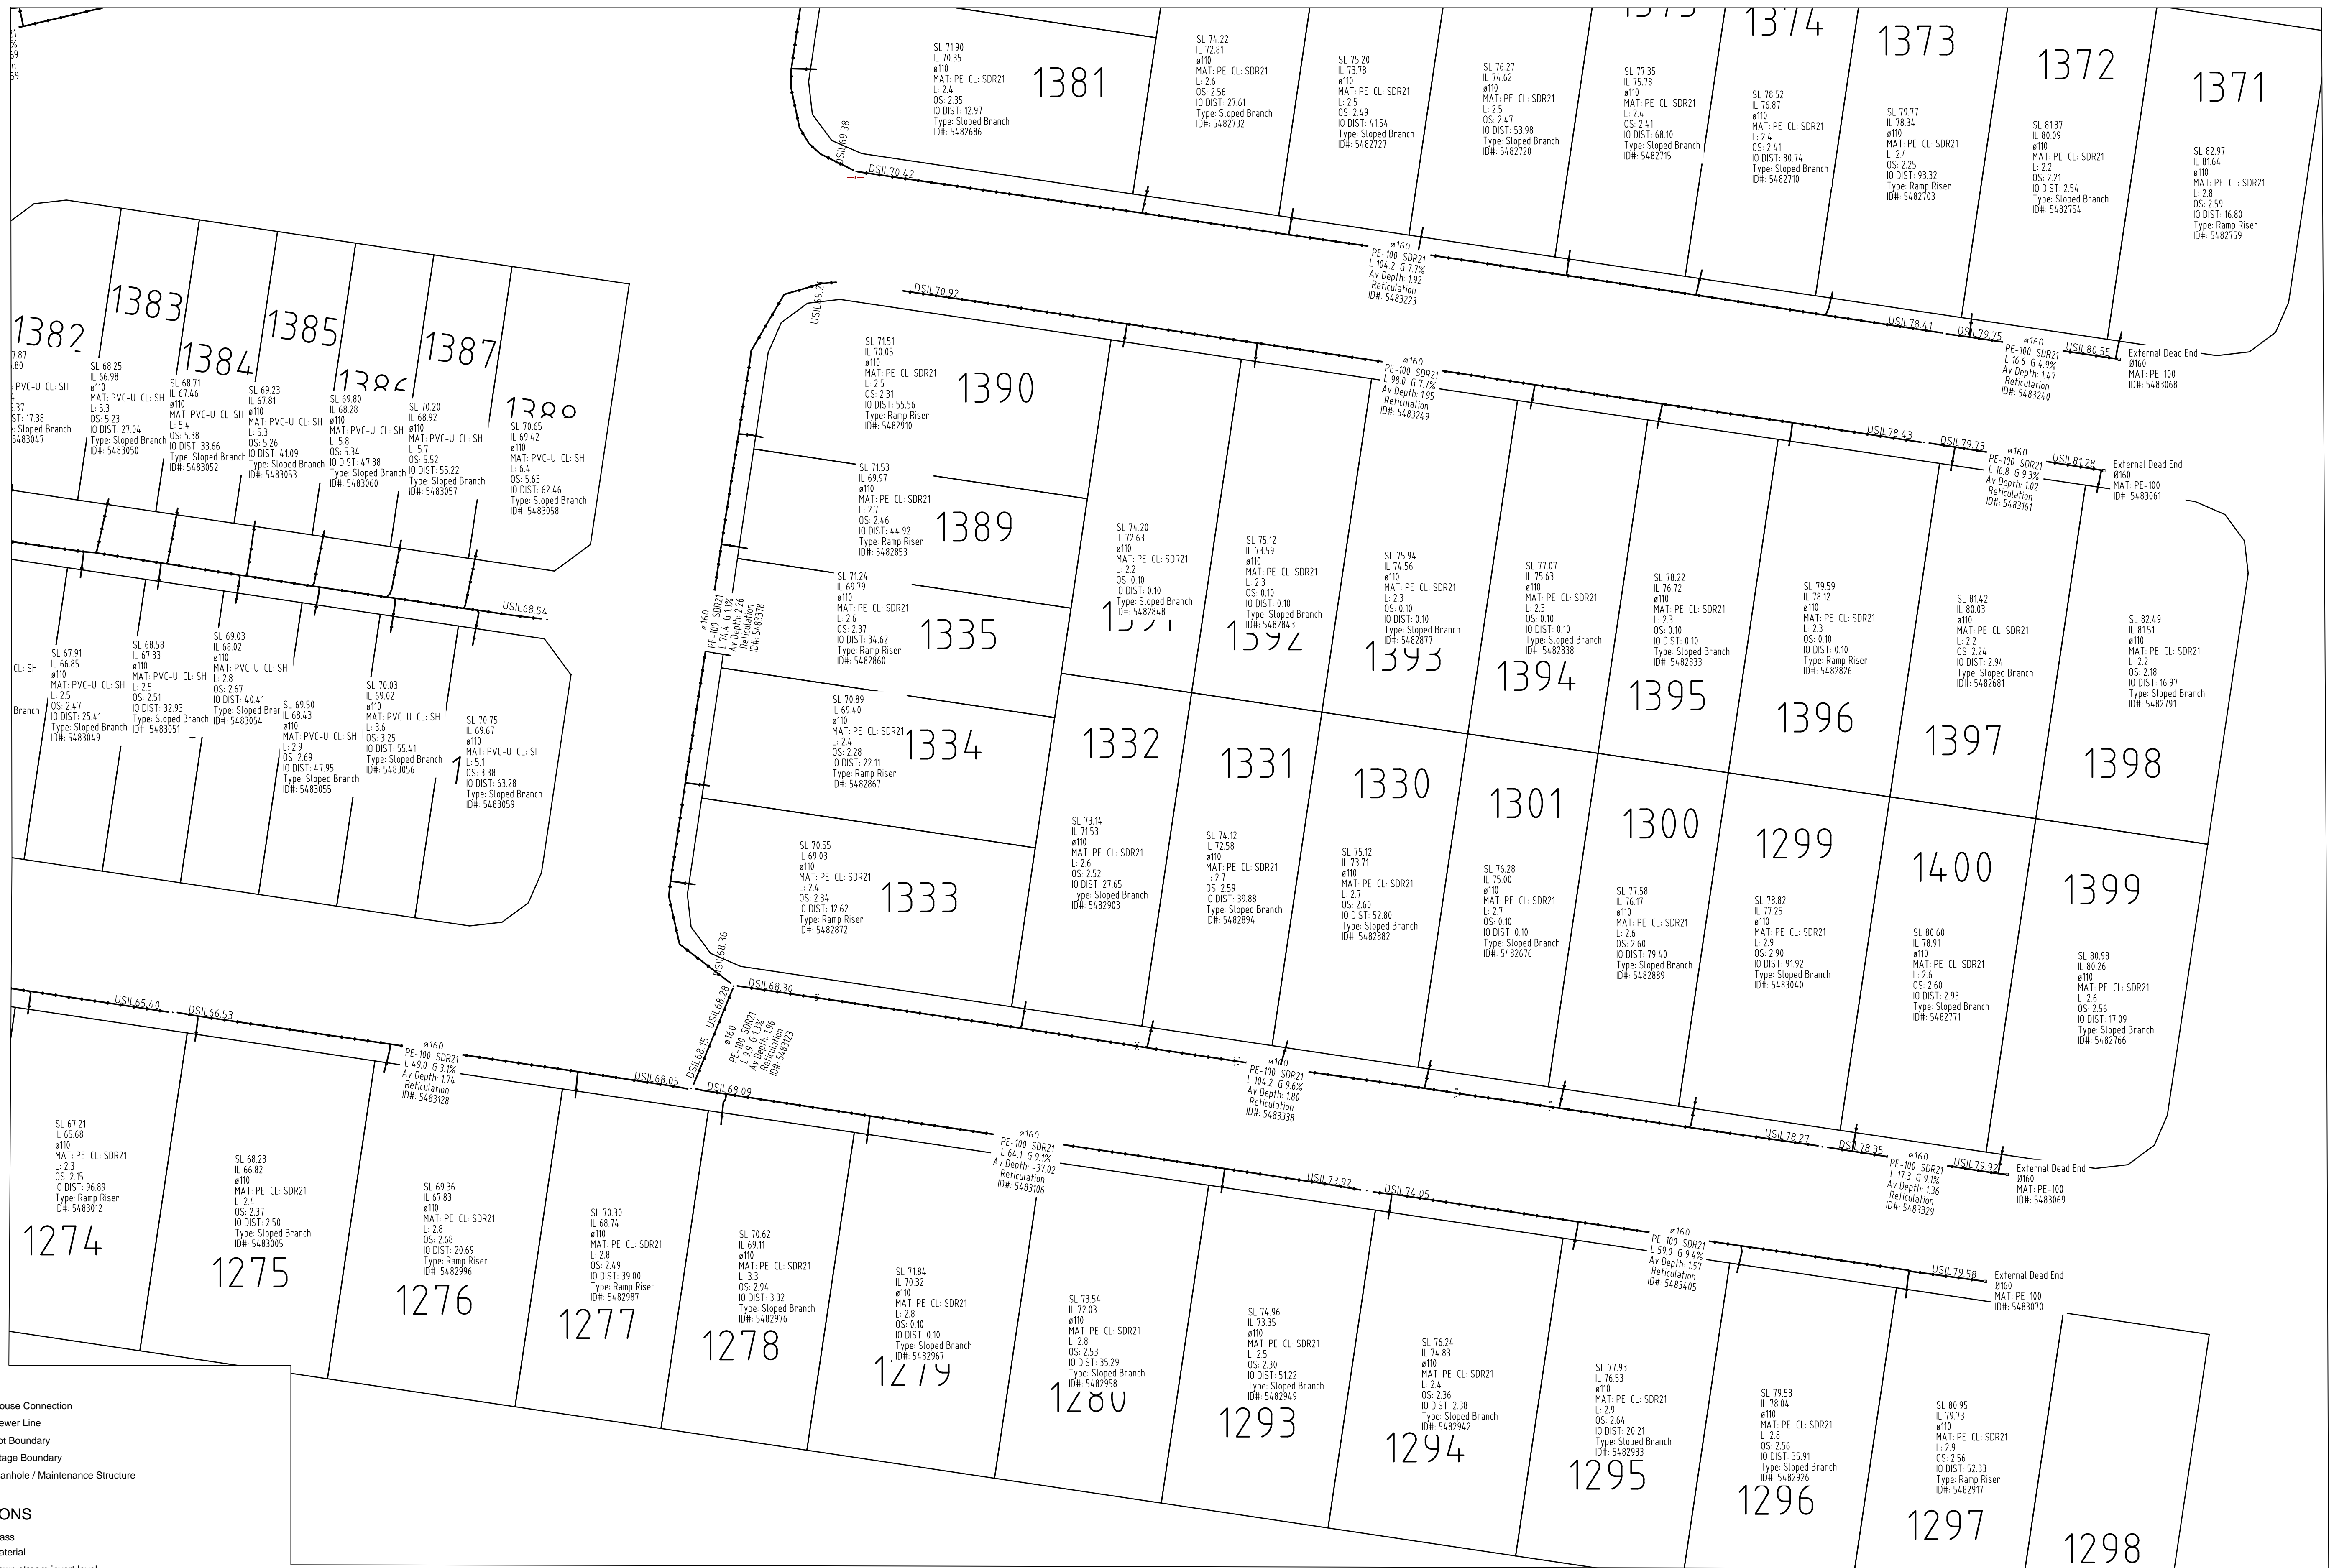 SL 71.90
IL 70.35
ø110
MAT: PE CL: SDR21
L: 2.4
OS: 2.35
IO DIST: 12.97
Type: Sloped Branch
ID#: 5482686
1381
SL 74.22
IL 72.81
ø110
MAT: PE CL: SDR21
L: 2.6
OS: 2.56
IO DIST: 27.61
Type: Sloped Branch
ID#: 5482732
SL 75.20
IL 73.78
ø110
MAT: PE CL: SDR21
L: 2.5
OS: 2.49
IO DIST: 41.54
Type: Sloped Branch
ID#: 5482727
SL 76.27
IL 74.62
ø110
MAT: PE CL: SDR21
L: 2.5
OS: 2.47
IO DIST: 53.98
Type: Sloped Branch
ID#: 5482720
SL 77.35
IL 75.78
ø110
MAT: PE CL: SDR21
L: 2.4
OS: 2.41
IO DIST: 68.10
Type: Sloped Branch
ID#: 5482715
1374
SL 78.52
IL 76.87
ø110
MAT: PE CL: SDR21
L: 2.4
OS: 2.41
IO DIST: 80.74
Type: Sloped Branch
ID#: 5482710
1373
SL 79.77
IL 78.34
ø110
MAT: PE CL: SDR21
L: 2.4
OS: 2.25
IO DIST: 93.32
Type: Ramp Riser
ID#: 5482703
1372
SL 81.37
IL 80.09
ø110
MAT: PE CL: SDR21
L: 2.2
OS: 2.21
IO DIST: 2.54
Type: Sloped Branch
ID#: 5482754
1371
SL 82.97
IL 81.64
ø110
MAT: PE CL: SDR21
L: 2.8
OS: 2.59
IO DIST: 16.80
Type: Ramp Riser
ID#: 5482759
DSIL69.38
DSIL70.42
ø160
PE-100 SDR21
L 104.2 G 7.7%
Av Depth: 1.92
Reticulation
ID#: 5483223
USIL78.41
DSIL79.75
ø160
PE-100 SDR21
L 16.6 G 4.9%
Av Depth: 1.47
Reticulation
ID#: 5483240
USIL80.55
External Dead End
Ø160
MAT: PE-100
ID#: 5483068
1382
7.87
.80
PVC-U CL: SH
.37
ST: 17.38
: Sloped Branch
5483047
1383
SL 68.25
IL 66.98
ø110
MAT: PVC-U CL: SH
L: 5.3
OS: 5.23
IO DIST: 27.04
Type: Sloped Branch
ID#: 5483050
1384
SL 68.71
IL 67.46
ø110
MAT: PVC-U CL: SH
L: 5.4
OS: 5.38
IO DIST: 33.66
Type: Sloped Branch
ID#: 5483052
1385
SL 69.23
IL 67.81
ø110
MAT: PVC-U CL: SH
L: 5.3
OS: 5.26
IO DIST: 41.09
Type: Sloped Branch
ID#: 5483053
SL 69.80
IL 68.28
ø110
MAT: PVC-U CL: SH
L: 5.8
OS: 5.34
IO DIST: 47.88
Type: Sloped Branch
ID#: 5483060
1387
SL 70.20
IL 68.92
ø110
MAT: PVC-U CL: SH
L: 5.7
OS: 5.52
IO DIST: 55.22
Type: Sloped Branch
ID#: 5483057
SL 70.65
IL 69.42
ø110
MAT: PVC-U CL: SH
L: 6.4
OS: 5.63
IO DIST: 62.46
Type: Sloped Branch
ID#: 5483058
USIL68.54
USIL69.21
DSIL70.92
ø160
PE-100 SDR21
L 98.0 G 7.7%
Av Depth: 1.95
Reticulation
ID#: 5483249
USIL78.43
DSIL79.73
ø160
PE-100 SDR21
L 16.8 G 9.3%
Av Depth: 1.02
Reticulation
ID#: 5483161
USIL81.28
External Dead End
Ø160
MAT: PE-100
ID#: 5483061
SL 71.51
IL 70.05
ø110
MAT: PE CL: SDR21
L: 2.5
OS: 2.31
IO DIST: 55.56
Type: Ramp Riser
ID#: 5482910
1390
SL 71.53
IL 69.97
ø110
MAT: PE CL: SDR21
L: 2.7
OS: 2.46
IO DIST: 44.92
Type: Ramp Riser
ID#: 5482853
1389
SL 71.24
IL 69.79
ø110
MAT: PE CL: SDR21
L: 2.6
OS: 2.37
IO DIST: 34.62
Type: Ramp Riser
ID#: 5482860
1335
SL 70.89
IL 69.40
ø110
MAT: PE CL: SDR21
L: 2.4
OS: 2.28
IO DIST: 22.11
Type: Ramp Riser
ID#: 5482867
1334
SL 70.55
IL 69.03
ø110
MAT: PE CL: SDR21
L: 2.4
OS: 2.34
IO DIST: 12.62
Type: Ramp Riser
ID#: 5482872
1333
ø160
PE-100 SDR21
L 74.4 G 1.1%
Av Depth: 2.26
Reticulation
ID#: 5483378
SL 74.20
IL 72.63
ø110
MAT: PE CL: SDR21
L: 2.2
OS: 0.10
IO DIST: 0.10
Type: Sloped Branch
ID#: 5482848
1391
SL 75.12
IL 73.59
ø110
MAT: PE CL: SDR21
L: 2.3
OS: 0.10
IO DIST: 0.10
Type: Sloped Branch
ID#: 5482843
1392
SL 75.94
IL 74.56
ø110
MAT: PE CL: SDR21
L: 2.3
OS: 0.10
IO DIST: 0.10
Type: Sloped Branch
ID#: 5482877
1393
SL 77.07
IL 75.63
ø110
MAT: PE CL: SDR21
L: 2.3
OS: 0.10
IO DIST: 0.10
Type: Sloped Branch
ID#: 5482838
1394
SL 78.22
IL 76.72
ø110
MAT: PE CL: SDR21
L: 2.3
OS: 0.10
IO DIST: 0.10
Type: Sloped Branch
ID#: 5482833
1395
SL 79.59
IL 78.12
ø110
MAT: PE CL: SDR21
L: 2.3
OS: 0.10
IO DIST: 0.10
Type: Ramp Riser
ID#: 5482826
1396
SL 81.42
IL 80.03
ø110
MAT: PE CL: SDR21
L: 2.2
OS: 2.24
IO DIST: 2.94
Type: Sloped Branch
ID#: 5482681
1397
SL 82.49
IL 81.51
ø110
MAT: PE CL: SDR21
L: 2.2
OS: 2.18
IO DIST: 16.97
Type: Sloped Branch
ID#: 5482791
1398
CL: SH
Branch
SL 67.91
IL 66.85
ø110
MAT: PVC-U CL: SH
L: 2.5
OS: 2.47
IO DIST: 25.41
Type: Sloped Branch
ID#: 5483049
SL 68.58
IL 67.33
ø110
MAT: PVC-U CL: SH
L: 2.5
OS: 2.51
IO DIST: 32.93
Type: Sloped Branch
ID#: 5483051
SL 69.03
IL 68.02
ø110
MAT: PVC-U CL: SH
L: 2.8
OS: 2.67
IO DIST: 40.41
Type: Sloped Bran
ID#: 5483054
SL 69.50
IL 68.43
ø110
MAT: PVC-U CL: SH
L: 2.9
OS: 2.69
IO DIST: 47.95
Type: Sloped Branch
ID#: 5483055
SL 70.03
IL 69.02
ø110
MAT: PVC-U CL: SH
L: 3.6
OS: 3.25
IO DIST: 55.41
Type: Sloped Branch
ID#: 5483056
SL 70.75
IL 69.67
ø110
MAT: PVC-U CL: SH
L: 5.1
OS: 3.38
IO DIST: 63.28
Type: Sloped Branch
ID#: 5483059
1332
SL 73.14
IL 71.53
ø110
MAT: PE CL: SDR21
L: 2.6
OS: 2.52
IO DIST: 27.65
Type: Sloped Branch
ID#: 5482903
1331
SL 74.12
IL 72.58
ø110
MAT: PE CL: SDR21
L: 2.7
OS: 2.59
IO DIST: 39.88
Type: Sloped Branch
ID#: 5482894
1330
SL 75.12
IL 73.71
ø110
MAT: PE CL: SDR21
L: 2.7
OS: 2.60
IO DIST: 52.80
Type: Sloped Branch
ID#: 5482882
1301
SL 76.28
IL 75.00
ø110
MAT: PE CL: SDR21
L: 2.7
OS: 0.10
IO DIST: 0.10
Type: Sloped Branch
ID#: 5482676
1300
SL 77.58
IL 76.17
ø110
MAT: PE CL: SDR21
L: 2.6
OS: 2.60
IO DIST: 79.40
Type: Sloped Branch
ID#: 5482889
1299
SL 78.82
IL 77.25
ø110
MAT: PE CL: SDR21
L: 2.9
OS: 2.90
IO DIST: 91.92
Type: Sloped Branch
ID#: 5483040
1400
SL 80.60
IL 78.91
ø110
MAT: PE CL: SDR21
L: 2.6
OS: 2.60
IO DIST: 2.93
Type: Sloped Branch
ID#: 5482771
1399
SL 80.98
IL 80.26
ø110
MAT: PE CL: SDR21
L: 2.6
OS: 2.56
IO DIST: 17.09
Type: Sloped Branch
ID#: 5482766
DSIL68.36
DSIL68.30
USIL68.28
DSIL68.15
ø160
PE-100 SDR21
L 9.9 G 1.3%
Av Depth: 1.96
Reticulation
ID#: 5483123
ø160
PE-100 SDR21
L 104.2 G 9.6%
Av Depth: 1.80
Reticulation
ID#: 5483338
USIL78.27
DSIL78.35
ø160
PE-100 SDR21
L 17.3 G 9.1%
Av Depth: 1.36
Reticulation
ID#: 5483329
USIL79.92
External Dead End
Ø160
MAT: PE-100
ID#: 5483069
USIL65.40
DSIL66.53
ø160
PE-100 SDR21
L 49.0 G 3.1%
Av Depth: 1.74
Reticulation
ID#: 5483128
USIL68.05
DSIL68.09
ø160
PE-100 SDR21
L 64.1 G 9.1%
Av Depth: -37.02
Reticulation
ID#: 5483106
USIL73.92
DSIL74.05
ø160
PE-100 SDR21
L 59.0 G 9.4%
Av Depth: 1.57
Reticulation
ID#: 5483405
USIL79.58
External Dead End
Ø160
MAT: PE-100
ID#: 5483070
SL 67.21
IL 65.68
ø110
MAT: PE CL: SDR21
L: 2.3
OS: 2.15
IO DIST: 96.89
Type: Ramp Riser
ID#: 5483012
1274
SL 68.23
IL 66.82
ø110
MAT: PE CL: SDR21
L: 2.4
OS: 2.37
IO DIST: 2.50
Type: Sloped Branch
ID#: 5483005
1275
SL 69.36
IL 67.83
ø110
MAT: PE CL: SDR21
L: 2.8
OS: 2.68
IO DIST: 20.69
Type: Ramp Riser
ID#: 5482996
1276
SL 70.30
IL 68.74
ø110
MAT: PE CL: SDR21
L: 2.8
OS: 2.49
IO DIST: 39.00
Type: Ramp Riser
ID#: 5482987
1277
SL 70.62
IL 69.11
ø110
MAT: PE CL: SDR21
L: 3.3
OS: 2.94
IO DIST: 3.32
Type: Sloped Branch
ID#: 5482976
1278
SL 71.84
IL 70.32
ø110
MAT: PE CL: SDR21
L: 2.8
OS: 0.10
IO DIST: 0.10
Type: Sloped Branch
ID#: 5482967
1279
SL 73.54
IL 72.03
ø110
MAT: PE CL: SDR21
L: 2.8
OS: 2.53
IO DIST: 35.29
Type: Sloped Branch
ID#: 5482958
1280
SL 74.96
IL 73.35
ø110
MAT: PE CL: SDR21
L: 2.5
OS: 2.30
IO DIST: 51.22
Type: Sloped Branch
ID#: 5482949
1293
SL 76.24
IL 74.83
ø110
MAT: PE CL: SDR21
L: 2.4
OS: 2.36
IO DIST: 2.38
Type: Sloped Branch
ID#: 5482942
1294
SL 77.93
IL 76.53
ø110
MAT: PE CL: SDR21
L: 2.9
OS: 2.64
IO DIST: 20.21
Type: Sloped Branch
ID#: 5482933
1295
SL 79.58
IL 78.04
ø110
MAT: PE CL: SDR21
L: 2.8
OS: 2.56
IO DIST: 35.91
Type: Sloped Branch
ID#: 5482926
1296
SL 80.95
IL 79.73
ø110
MAT: PE CL: SDR21
L: 2.9
OS: 2.56
IO DIST: 52.33
Type: Ramp Riser
ID#: 5482917
1297
1298
ouse Connection
ewer Line
ot Boundary
tage Boundary
anhole / Maintenance Structure
ONS
ass
aterial